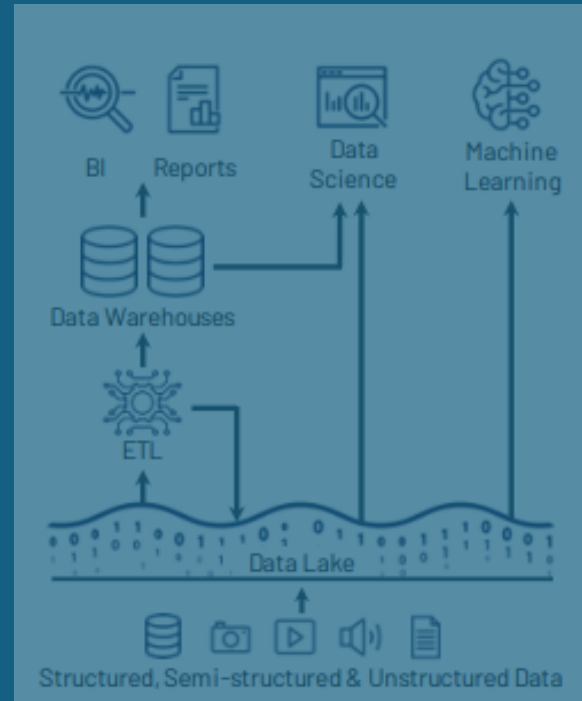 BI Reports
Data Science
Machine Learning
Data Warehouses
ETL
Data Lake
Structured, Semi-structured & Unstructured Data